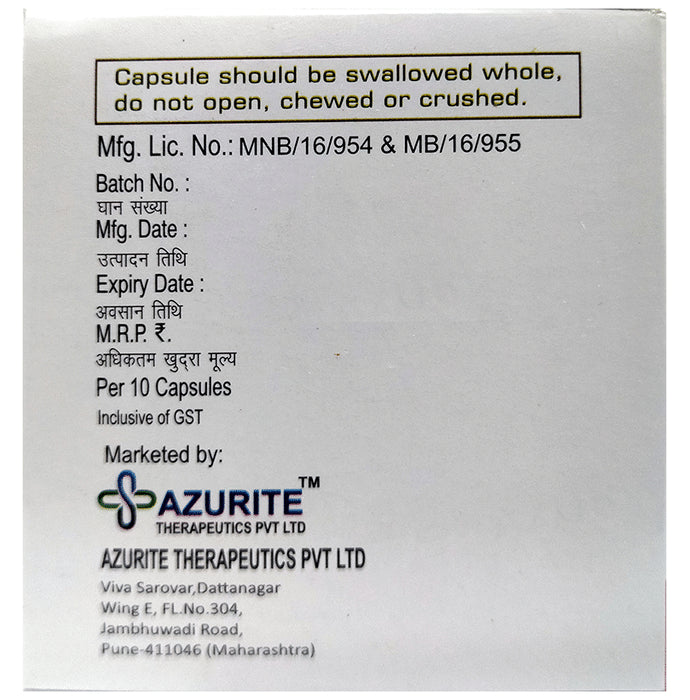 Capsule should be swallowed whole,
do not open, chewed or crushed.
Mfg. Lic. No.: MNB/16/954 & MB/16/955
Batch No. :
घान संख्या
Mfg. Date :
उत्पादन तिथि
Expiry Date :
अवसान तिथि
M.R.P. ₹.
अधिकतम खुदरा मूल्य
Per 10 Capsules
Inclusive of GST
Marketed by:
AZURITE™
THERAPEUTICS PVT LTD
AZURITE THERAPEUTICS PVT LTD
Viva Sarovar,Dattanagar
Wing E, FL.No.304,
Jambhuwadi Road,
Pune-411046 (Maharashtra)